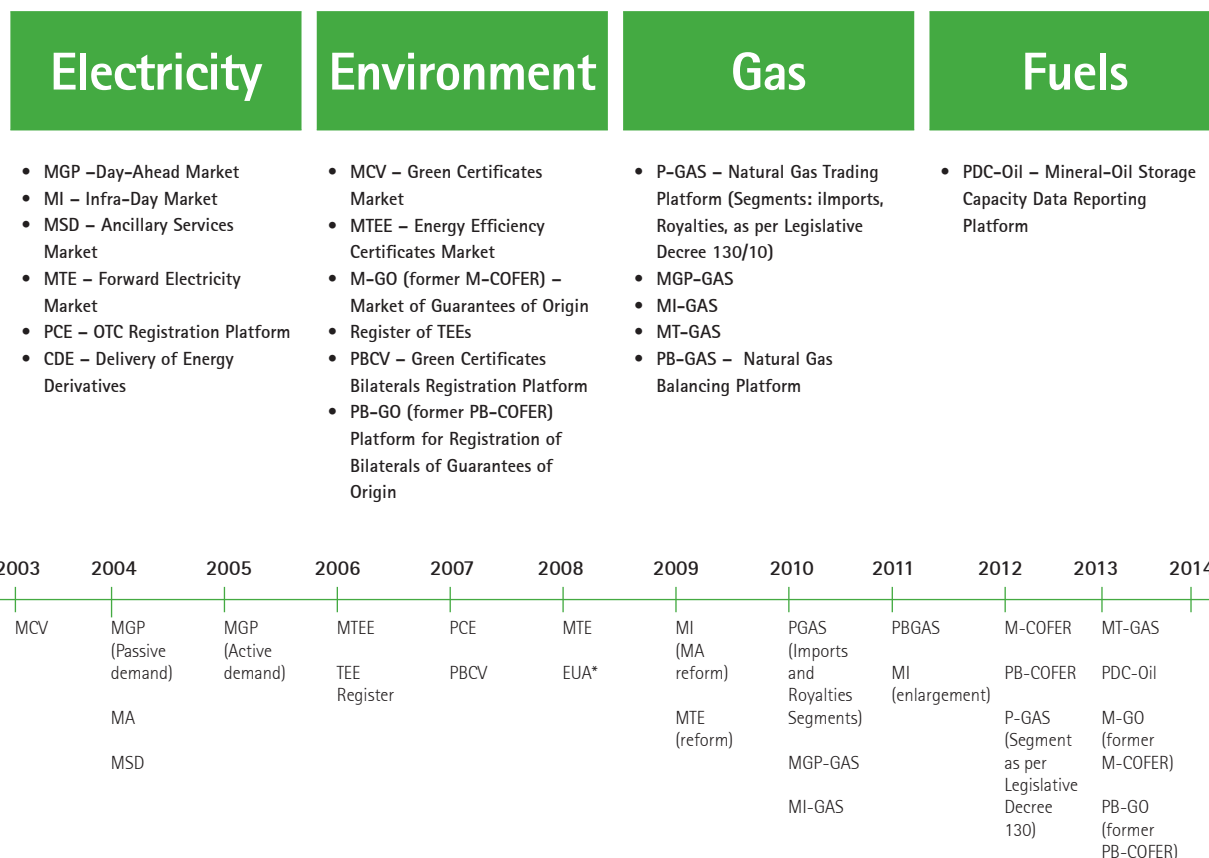 Electricity
Environment
Gas
Fuels
• MGP –Day-Ahead Market
• MI – Infra-Day Market
• MSD – Ancillary Services
Market
• MTE – Forward Electricity
Market
• PCE – OTC Registration Platform
• CDE – Delivery of Energy
Derivatives
• MCV – Green Certificates
Market
• MTEE – Energy Efficiency
Certificates Market
• M-GO (former M-COFER) –
Market of Guarantees of Origin
• Register of TEEs
• PBCV – Green Certificates
Bilaterals Registration Platform
• PB-GO (former PB-COFER)
Platform for Registration of
Bilaterals of Guarantees of
Origin
• P-GAS – Natural Gas Trading
Platform (Segments: iImports,
Royalties, as per Legislative
Decree 130/10)
• MGP-GAS
• MI-GAS
• MT-GAS
• PB-GAS – Natural Gas
Balancing Platform
• PDC-Oil – Mineral-Oil Storage
Capacity Data Reporting
Platform
2003 2004 2005 2006 2007 2008 2009 2010 2011 2012 2013 2014
MCV
MGP
(Passive
demand)
MA
MSD
MGP
(Active
demand)
MTEE
TEE
Register
PCE
PBCV
MTE
EUA*
MI
(MA
reform)
MTE
(reform)
PGAS
(Imports
and
Royalties
Segments)
MGP-GAS
MI-GAS
PBGAS
MI
(enlargement)
M-COFER
PB-COFER
P-GAS
(Segment
as per
Legislative
Decree
130)
MT-GAS
PDC-Oil
M-GO
(former
M-COFER)
PB-GO
(former
PB-COFER)